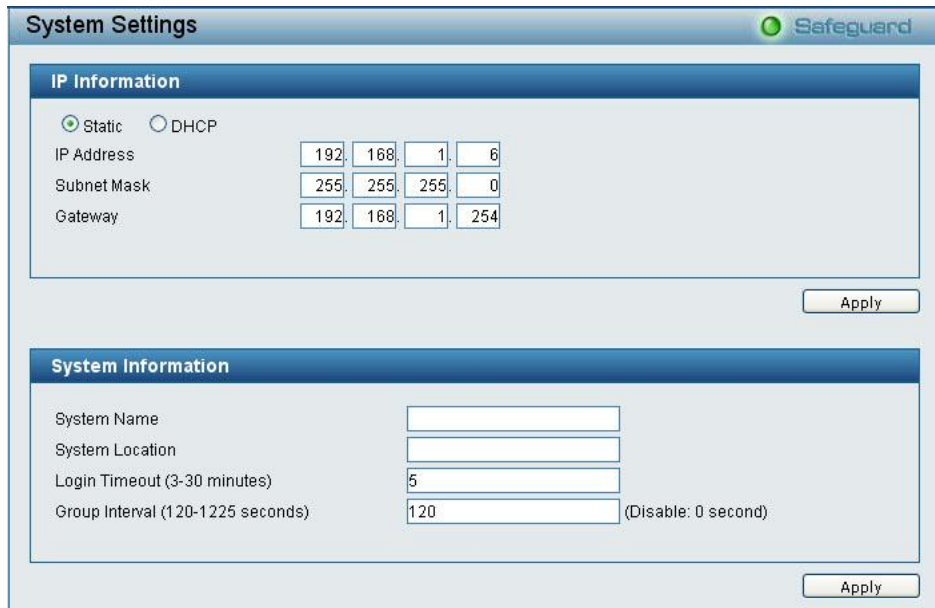 System Settings
Safeguard
IP Information
Static DHCP
IP Address 192. 168. 1. 6
Subnet Mask 255. 255. 255. 0
Gateway 192. 168. 1. 254
Apply
System Information
System Name
System Location
Login Timeout (3-30 minutes) 5
Group Interval (120-1225 seconds) 120 (Disable: 0 second)
Apply